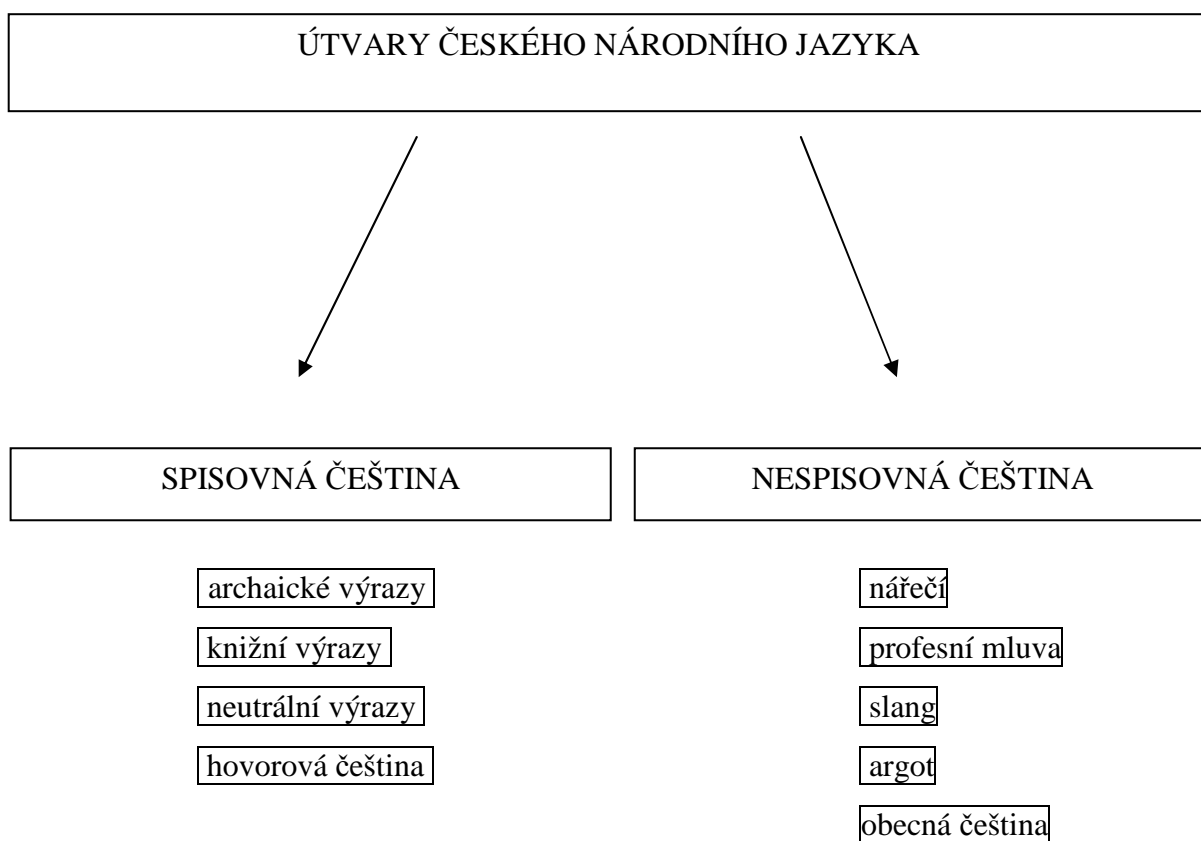 ÚTVARY ČESKÉHO NÁRODNÍHO JAZYKA
SPISOVNÁ ČEŠTINA
archaické výrazy
knižní výrazy
neutrální výrazy
hovorová čeština
NESPISOVNÁ ČEŠTINA
nářečí
profesní mluva
slang
argot
obecná čeština